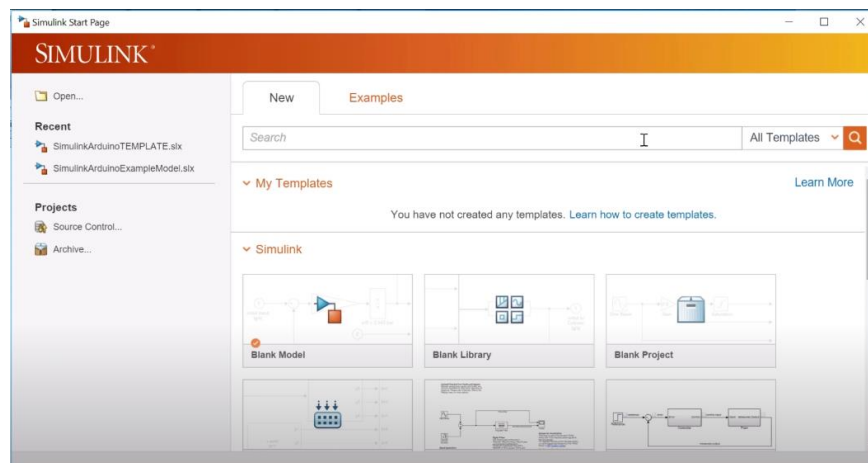 Simulink Start Page
SIMULINK®
Open...
Recent
SimulinkArduinoTEMPLATE.slx
SimulinkArduinoExampleModel.slx
Projects
Source Control...
Archive...
New
Examples
Search
All Templates
My Templates
Learn More
You have not created any templates. Learn how to create templates.
Simulink
Blank Model
Blank Library
Blank Project